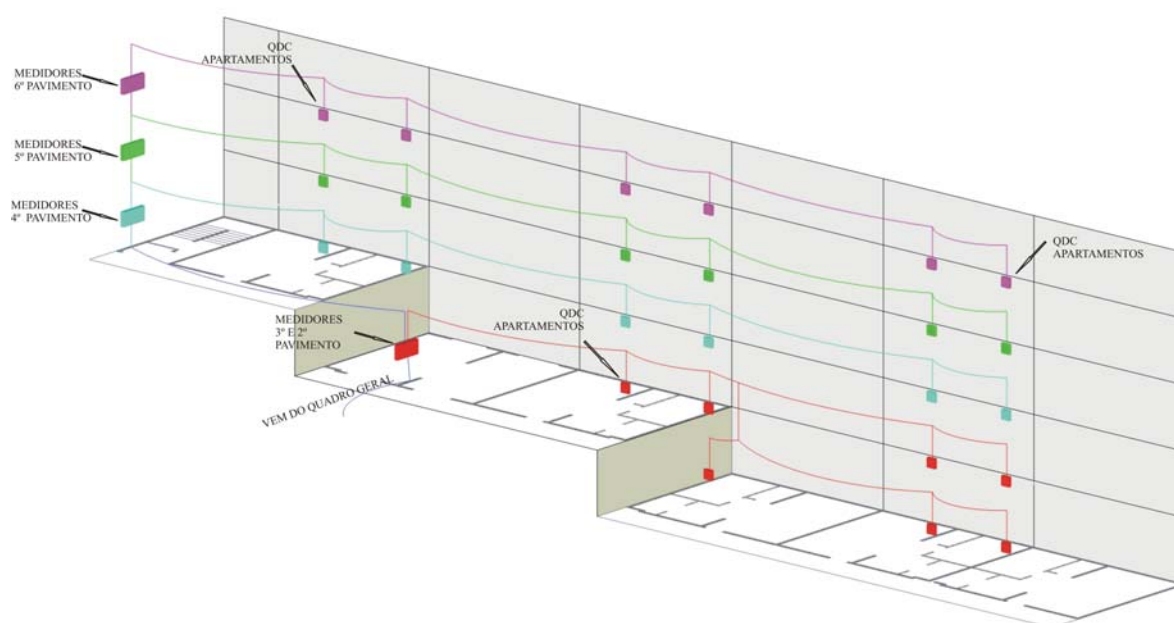 QDC
APARTAMENTOS
MEDIDORES
6º PAVIMENTO
MEDIDORES
5º PAVIMENTO
MEDIDORES
4º PAVIMENTO
QDC
APARTAMENTOS
MEDIDORES
3º E 2º
PAVIMENTO
QDC
APARTAMENTOS
VEM DO QUADRO GERAL